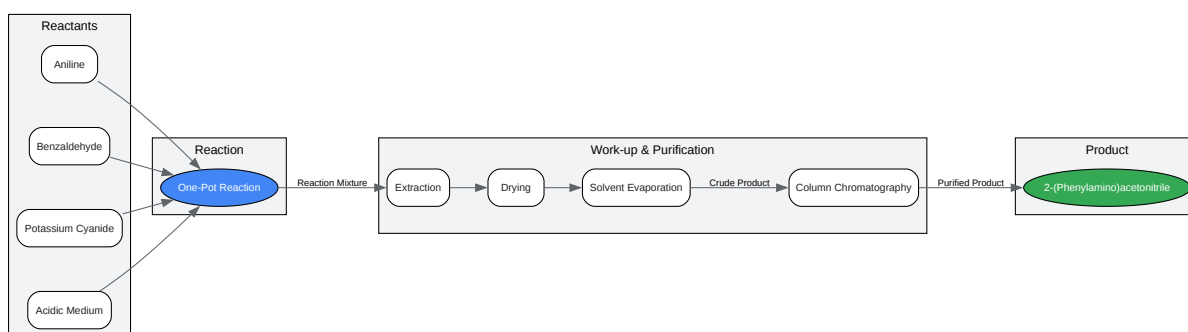 Reactants
Aniline
Benzaldehyde
Potassium Cyanide
Acidic Medium
Reaction
One-Pot Reaction
Reaction Mixture
Work-up & Purification
Extraction
Drying
Solvent Evaporation
Crude Product
Column Chromatography
Purified Product
Product
2-(Phenylamino)acetonitrile